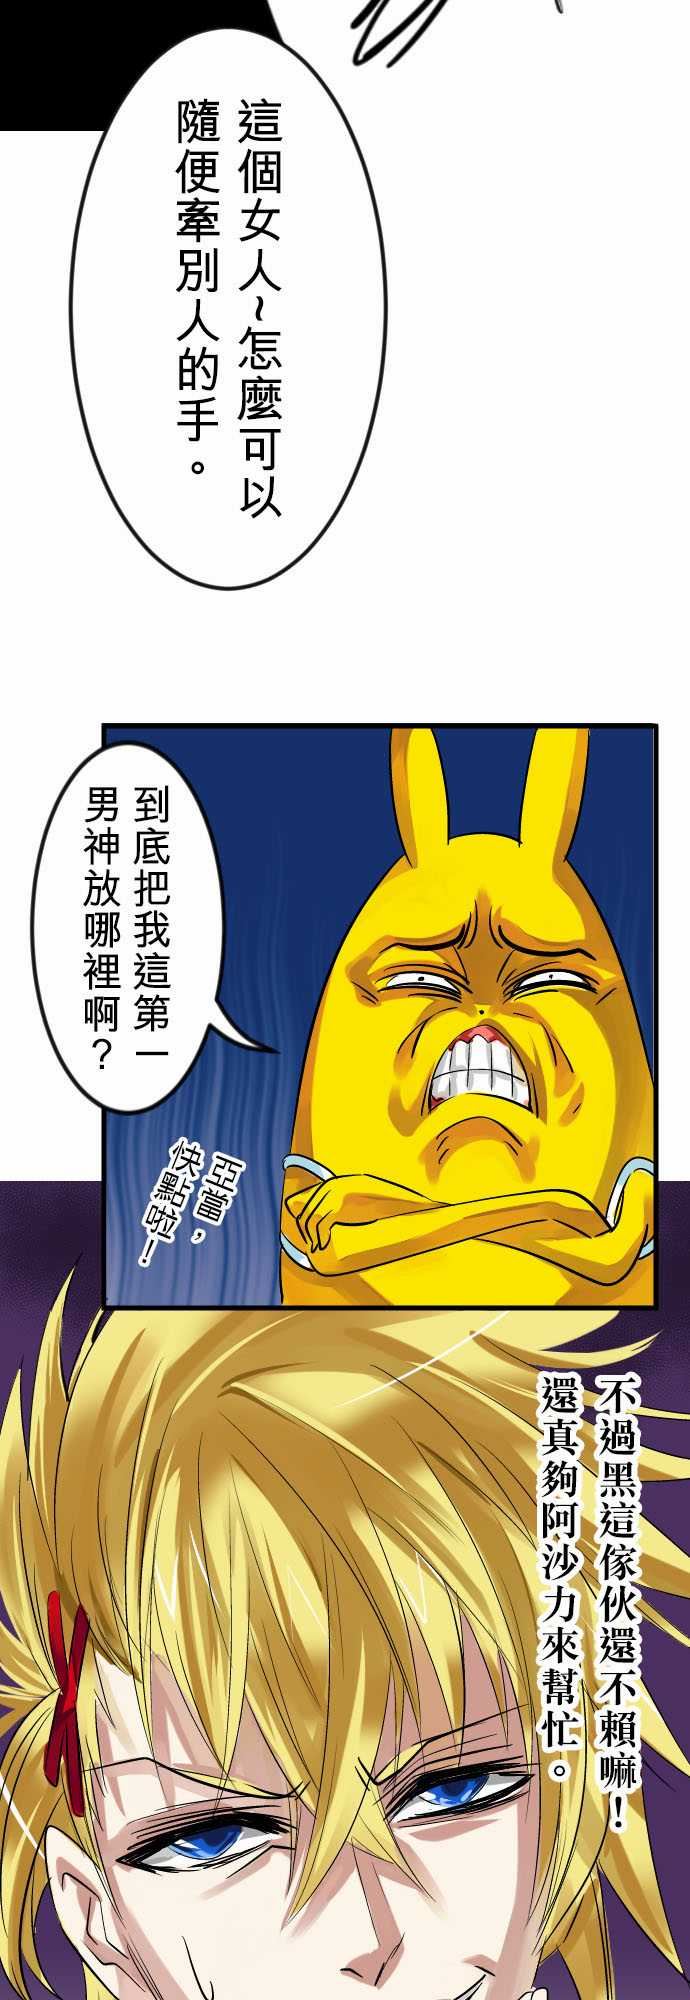 這個女人~怎麼可以
隨便牽別人的手。
到底把我這第一
男神放哪裡啊？
亞當，
快點啦！
不過黑這傢伙還不賴嘛！
還真夠阿沙力來幫忙。